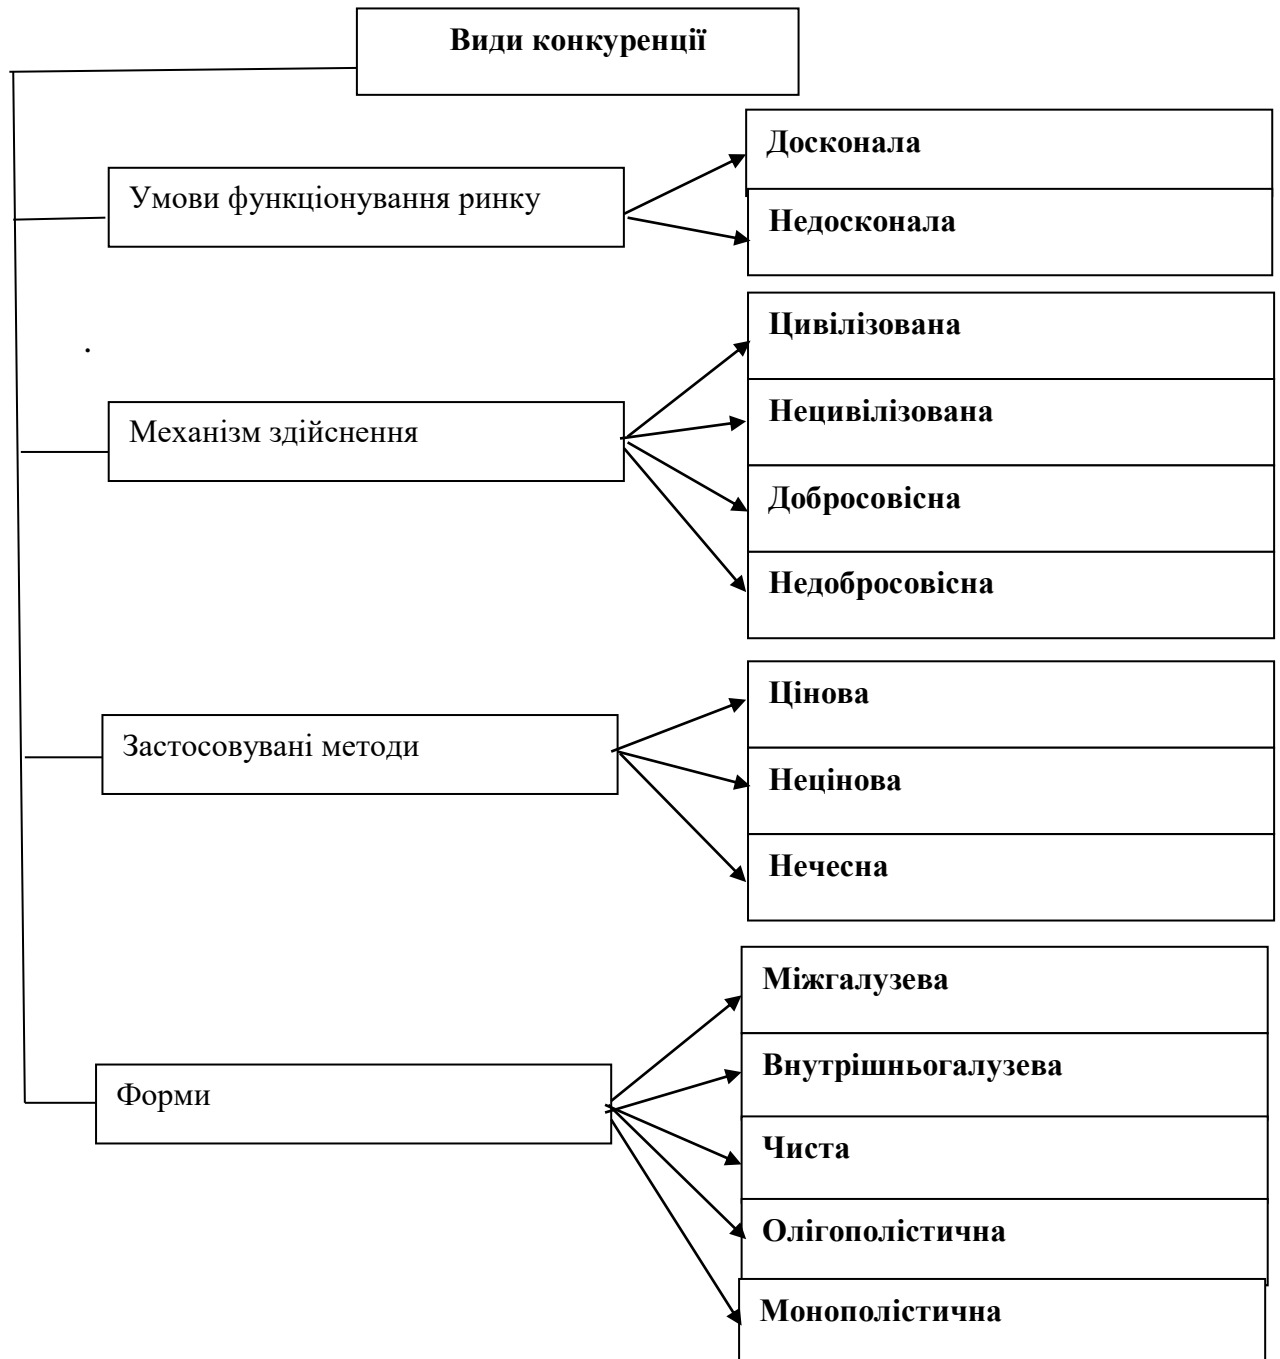 Види конкуренції
Умови функціонування ринку
Досконала
Недосконала
.
Механізм здійснення
Цивілізована
Нецивілізована
Добросовісна
Недобросовісна
Застосовувані методи
Цінова
Нецінова
Нечесна
Форми
Міжгалузева
Внутрішньогалузева
Чиста
Олігополістична
Монополістична